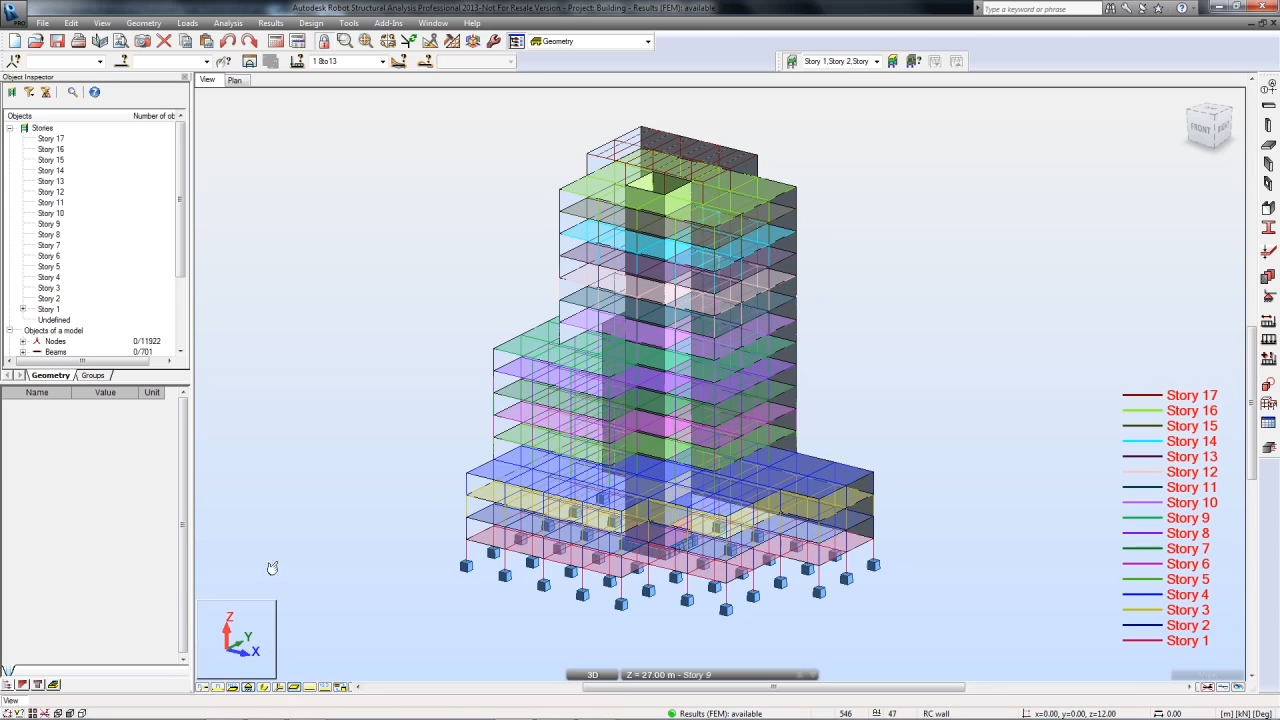 Autodesk Robot Structural Analysis Professional 2013-Not For Resale Version - Project: Building - Results (FEM): available
Type a keyword or phrase
PRO
File Edit View Geometry Loads Analysis Results Design Tools Add-Ins Window Help
Geometry
1 8to13
Story 1,Story 2,Story
Object Inspector
View Plan
Objects Number of ob
Stories
Story 17
Story 16
Story 15
Story 14
Story 13
Story 12
Story 11
Story 10
Story 9
Story 8
Story 7
Story 6
Story 5
Story 4
Story 3
Story 2
Story 1
Undefined
Objects of a model
Nodes 0/11922
Beams 0/701
Geometry Groups
Name Value Unit
FRONT RIGHT
Story 17
Story 16
Story 15
Story 14
Story 13
Story 12
Story 11
Story 10
Story 9
Story 8
Story 7
Story 6
Story 5
Story 4
Story 3
Story 2
Story 1
Z
Y
X
3D Z = 27.00 m - Story 9
View
Results (FEM): available 546 47 RC wall x=0.00, y=0.00, z=12.00 0.00 [m] [kN] [Deg]